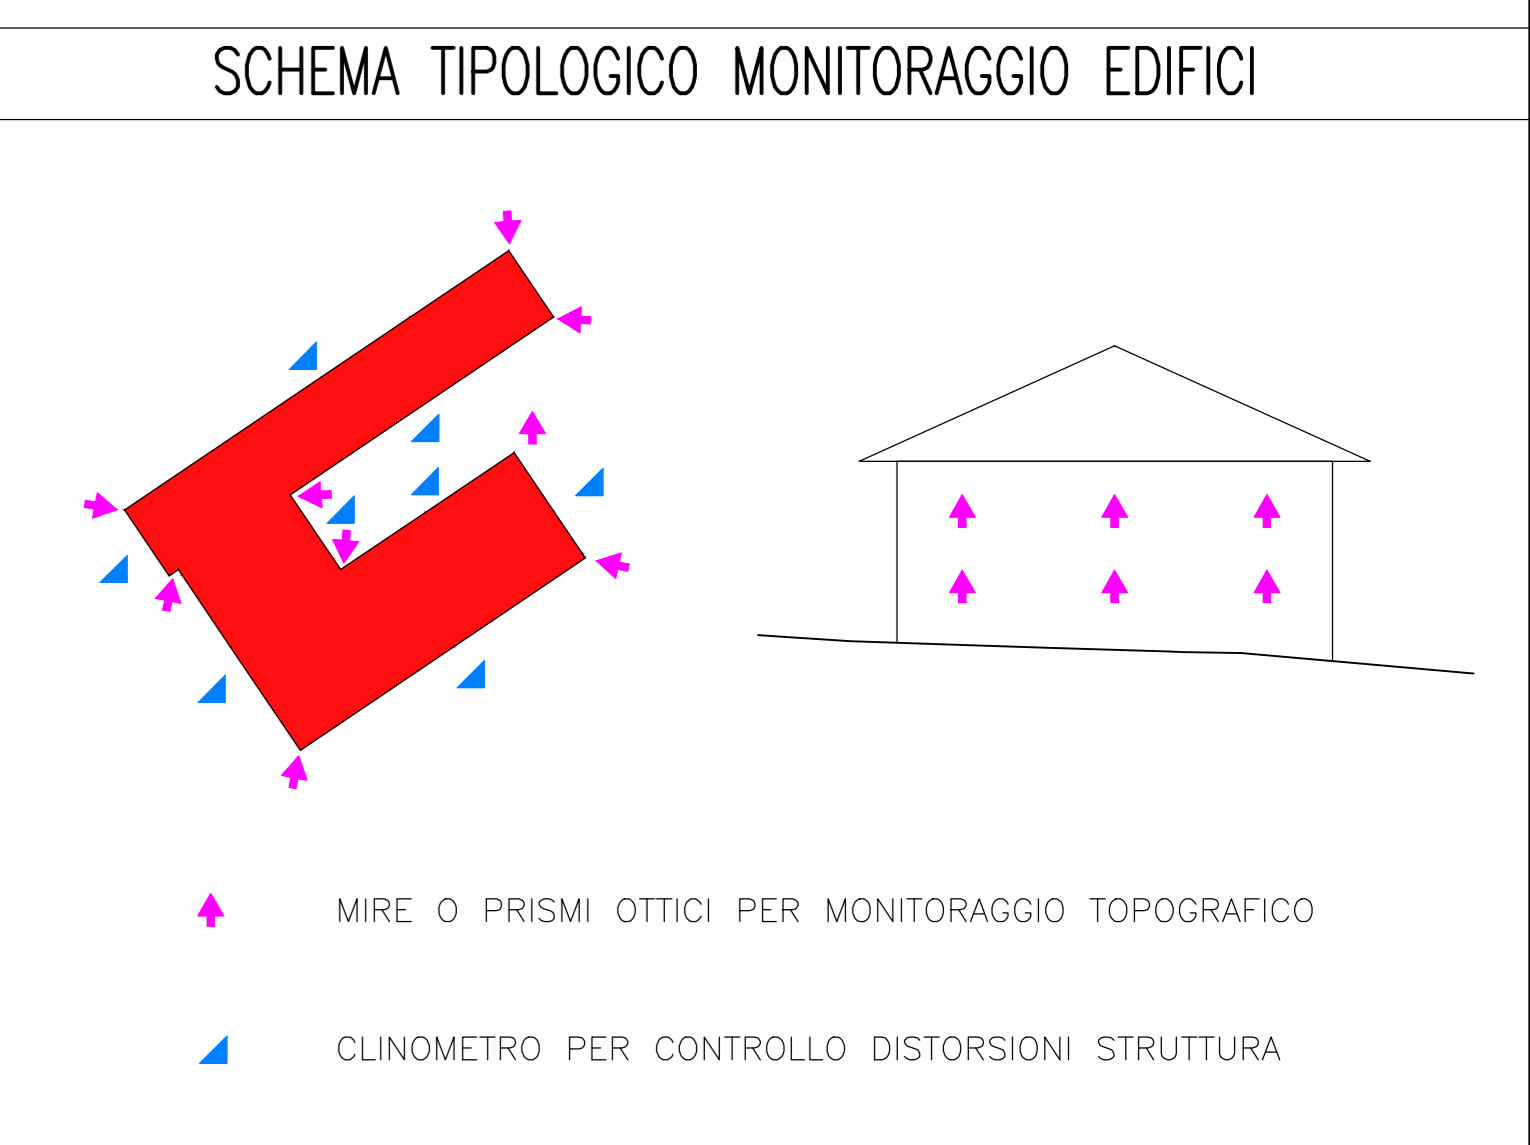 SCHEMA TIPOLOGICO MONITORAGGIO EDIFICI
MIRE O PRISMI OTTICI PER MONITORAGGIO TOPOGRAFICO
CLINOMETRO PER CONTROLLO DISTORSIONI STRUTTURA